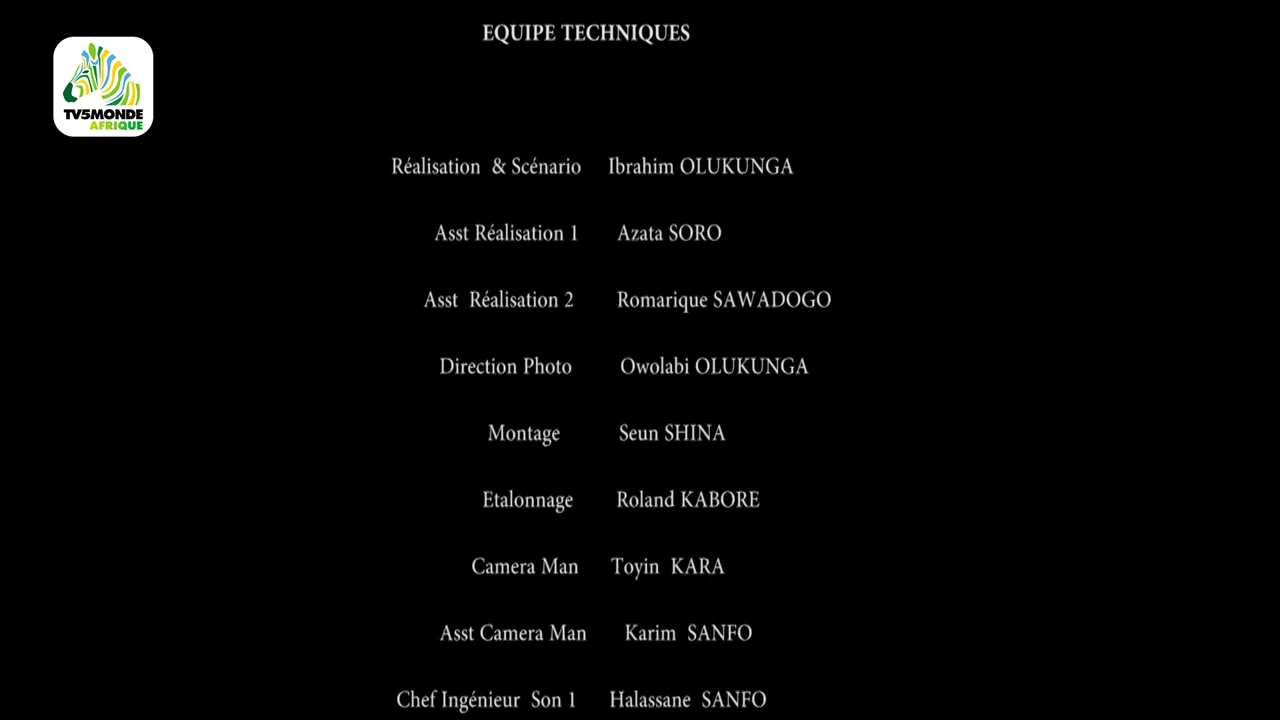 EQUIPE TECHNIQUES
TV5MONDE
AFRIQUE
Réalisation & Scénario Ibrahim OLUKUNGA
Asst Réalisation 1 Azata SORO
Asst Réalisation 2 Romarique SAWADOGO
Direction Photo Owolabi OLUKUNGA
Montage Seun SHINA
Etalonnage Roland KABORE
Camera Man Toyin KARA
Asst Camera Man Karim SANFO
Chef Ingénieur Son 1 Halassane SANFO